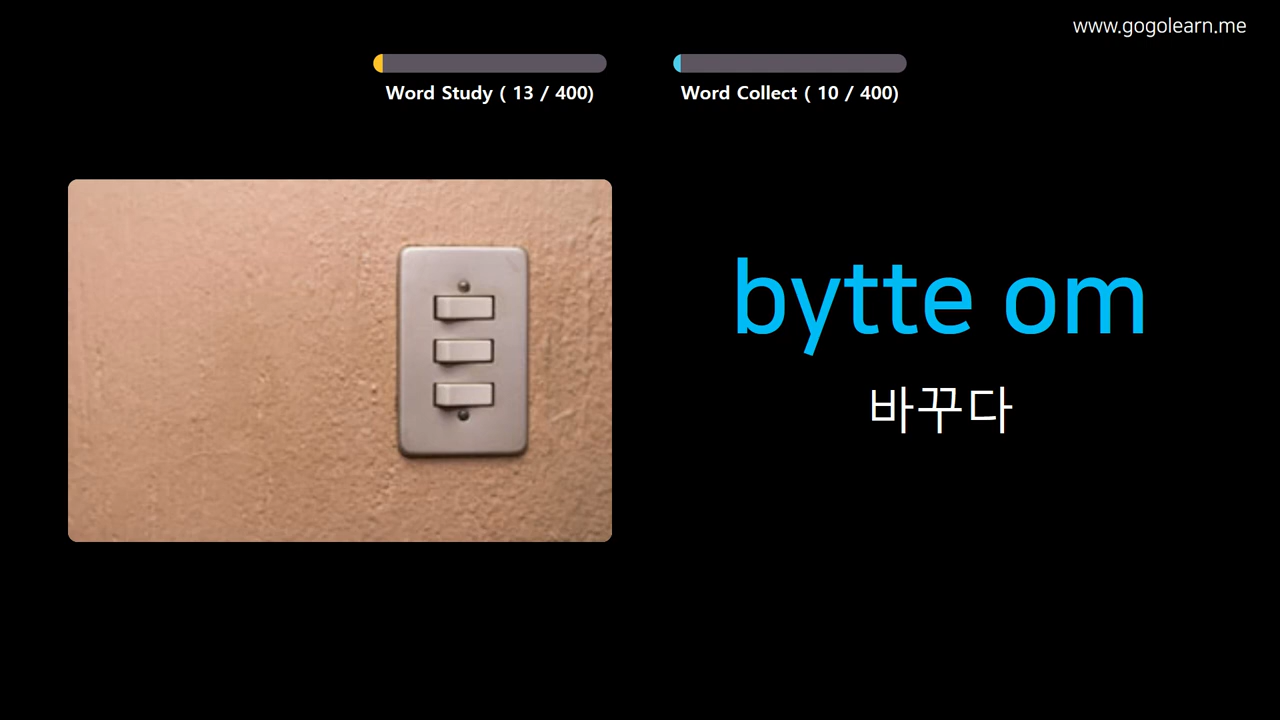 www.gogolearn.me
Word Study ( 13 / 400)
Word Collect ( 10 / 400)
bytte om
바꾸다